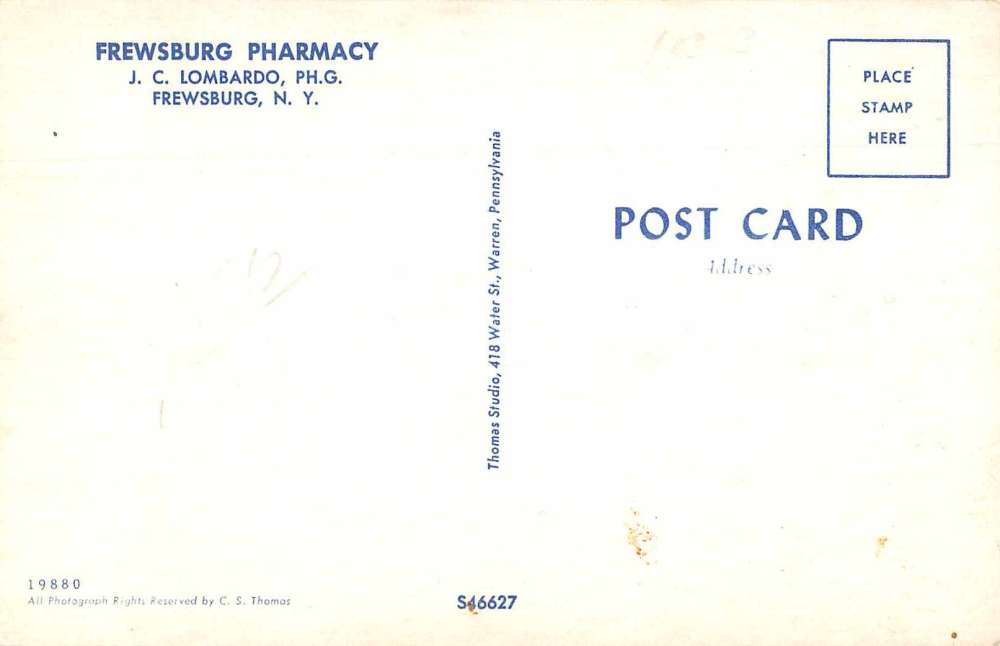 FREWSBURG PHARMACY
J. C. LOMBARDO, PH.G.
FREWSBURG, N. Y.
PLACE
STAMP
HERE
Thomas Studio, 418 Water St., Warren, Pennsylvania
POST CARD
Address
12
19880
All Photograph Rights Reserved by C. S. Thomas
S46627